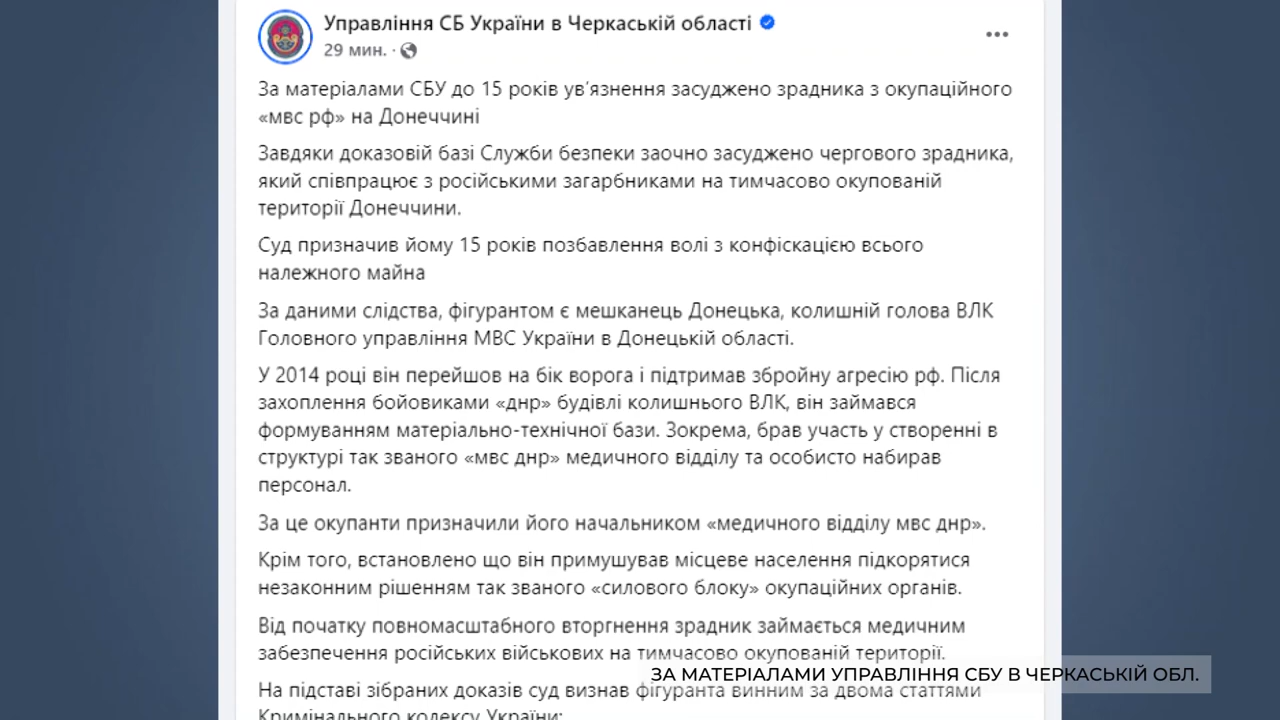 Управління СБ України в Черкаській області
29 мин. ·
За матеріалами СБУ до 15 років ув’язнення засуджено зрадника з окупаційного
«мвс рф» на Донеччині
Завдяки доказовій базі Служби безпеки заочно засуджено чергового зрадника,
який співпрацює з російськими загарбниками на тимчасово окупованій
території Донеччини.
Суд призначив йому 15 років позбавлення волі з конфіскацією всього
належного майна
За даними слідства, фігурантом є мешканець Донецька, колишній голова ВЛК
Головного управління МВС України в Донецькій області.
У 2014 році він перейшов на бік ворога і підтримав збройну агресію рф. Після
захоплення бойовиками «днр» будівлі колишнього ВЛК, він займався
формуванням матеріально-технічної бази. Зокрема, брав участь у створенні в
структурі так званого «мвс днр» медичного відділу та особисто набирав
персонал.
За це окупанти призначили його начальником «медичного відділу мвс днр».
Крім того, встановлено що він примушував місцеве населення підкорятися
незаконним рішенням так званого «силового блоку» окупаційних органів.
Від початку повномасштабного вторгнення зрадник займається медичним
забезпечення російських військових на тимчасово окупованій території.
ЗА МАТЕРІАЛАМИ УПРАВЛІННЯ СБУ В ЧЕРКАСЬКІЙ ОБЛ.
На підставі зібраних доказів суд визнав фігуранта винним за двома статтями
Кримінального кодексу України: